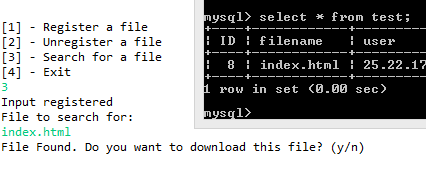 [1] - Register a file
[2] - Unregister a file
[3] - Search for a file
[4] - Exit
3
Input registered
File to search for:
index.html
File Found. Do you want to download this file? (y/n)
mysql> select * from test;
| ID | filename | user
| 8 | index.html | 25.22.17
1 row in set (0.00 sec)
mysql>